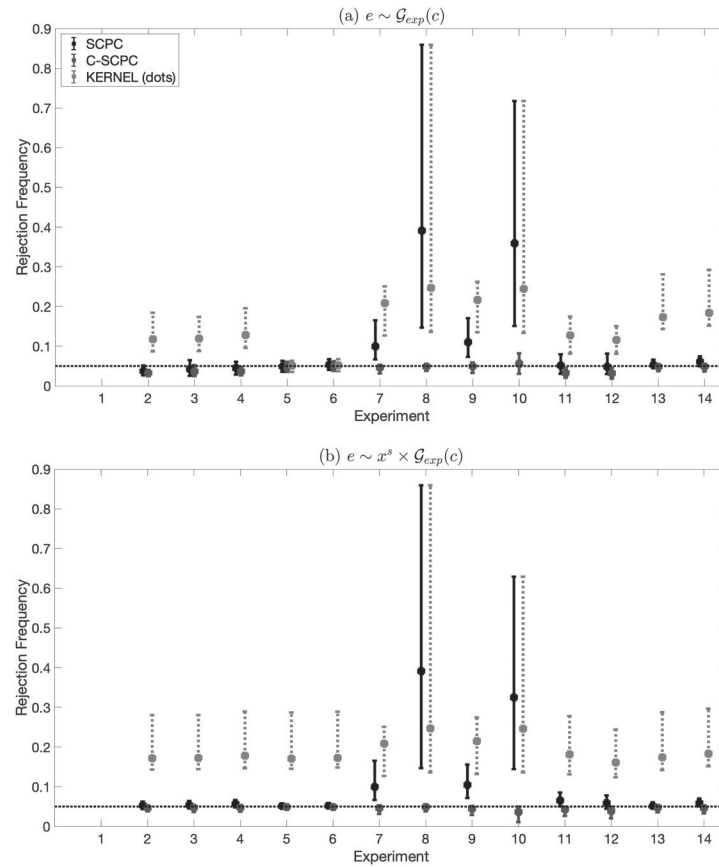 (a) e ∼ 𝒢exp(c)
0.9
0.8
0.7
0.6
0.5
0.4
0.3
0.2
0.1
0
Rejection Frequency
SCPC
C-SCPC
KERNEL (dots)
1 2 3 4 5 6 7 8 9 10 11 12 13 14
Experiment
(b) e ∼ xˢ × 𝒢exp(c)
0.9
0.8
0.7
0.6
0.5
0.4
0.3
0.2
0.1
0
Rejection Frequency
1 2 3 4 5 6 7 8 9 10 11 12 13 14
Experiment